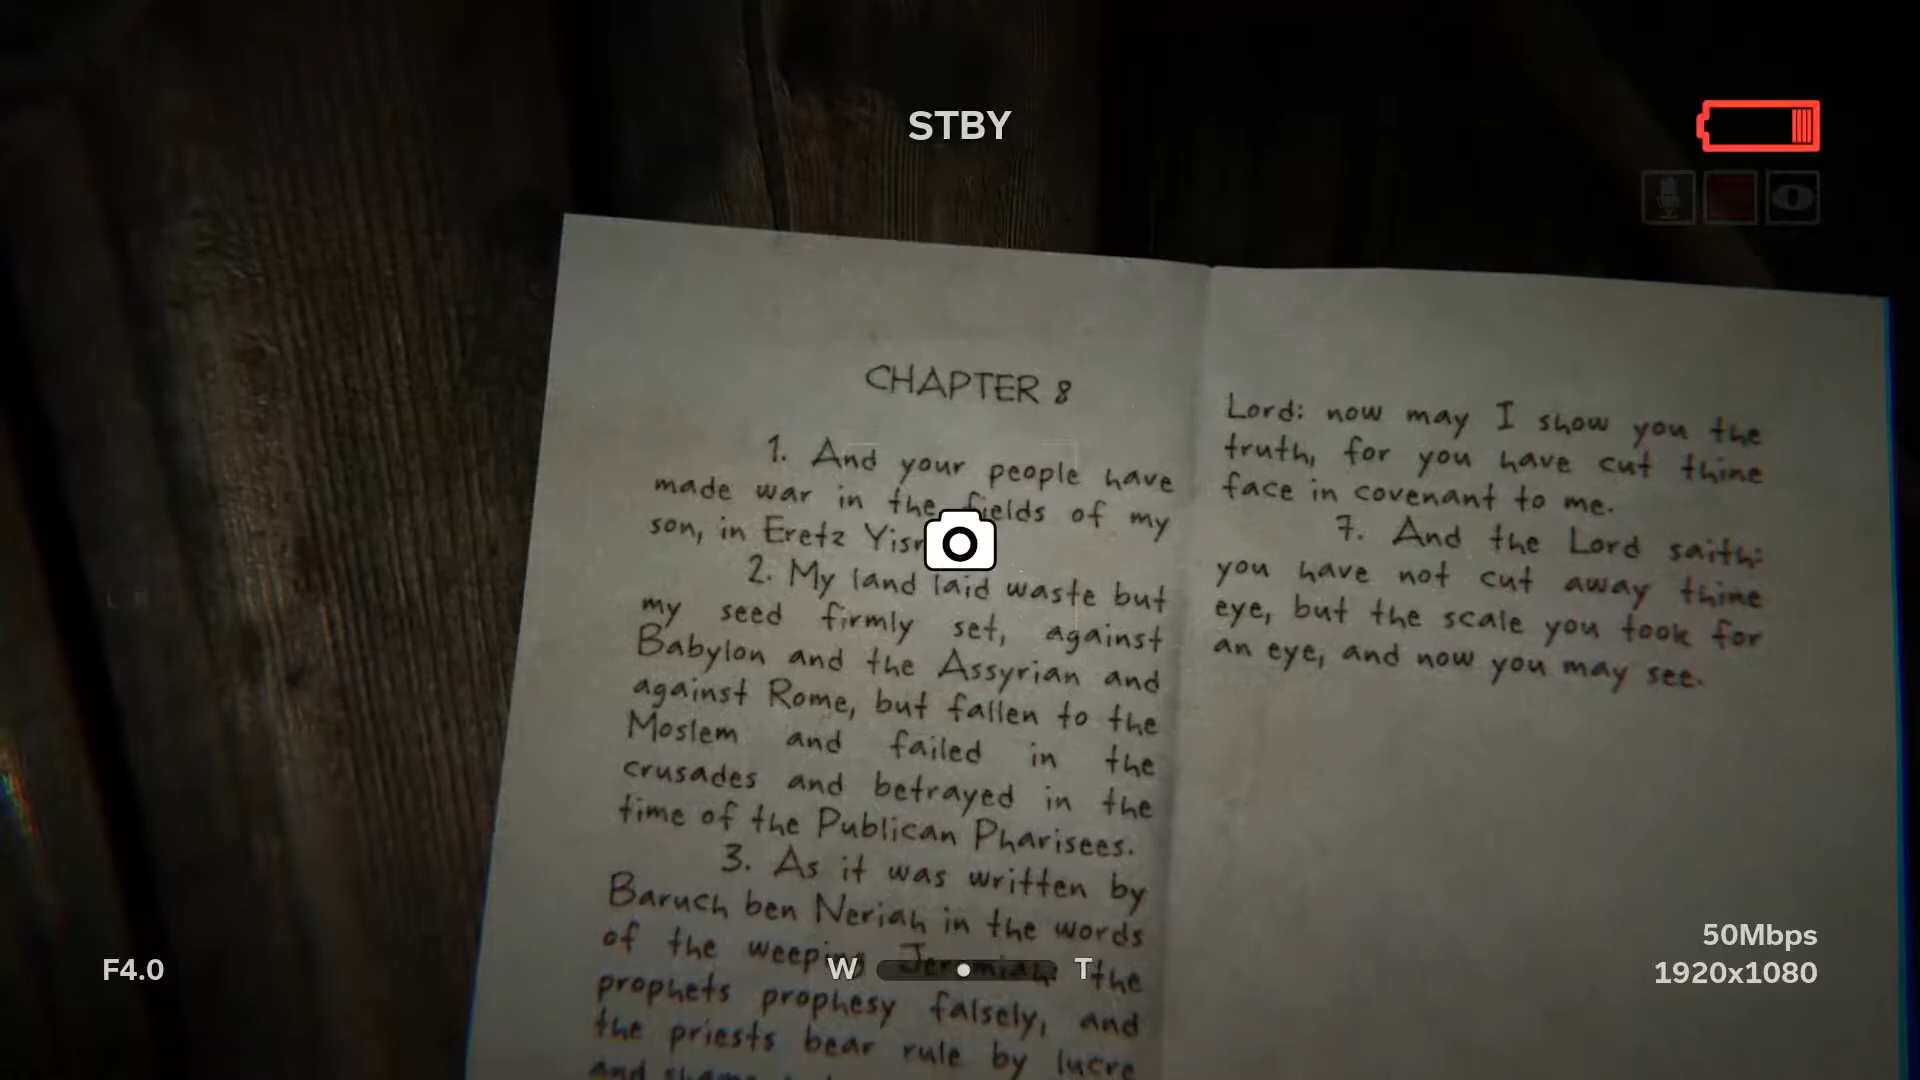 STBY
CHAPTER 8
1. And your people have
made war in the fields of my
son, in Eretz
2. My land laid waste but
my seed firmly set, against
Babylon and the Assyrian and
against Rome, but fallen to the
Moslem and failed in the
crusades and betrayed in the
time of the Publican Pharisees.
3. As it was written by
Baruch ben Neriah in the words
of the weeping Jeremiah: the
prophets prophesy falsely, and
the priests bear rule by lucre
and
Lord: now may I show you the
truth, for you have cut thine
face in covenant to me.
7. And the Lord saith:
you have not cut away thine
eye, but the scale you took for
an eye, and now you may see.
F4.0
W T
50Mbps
1920x1080